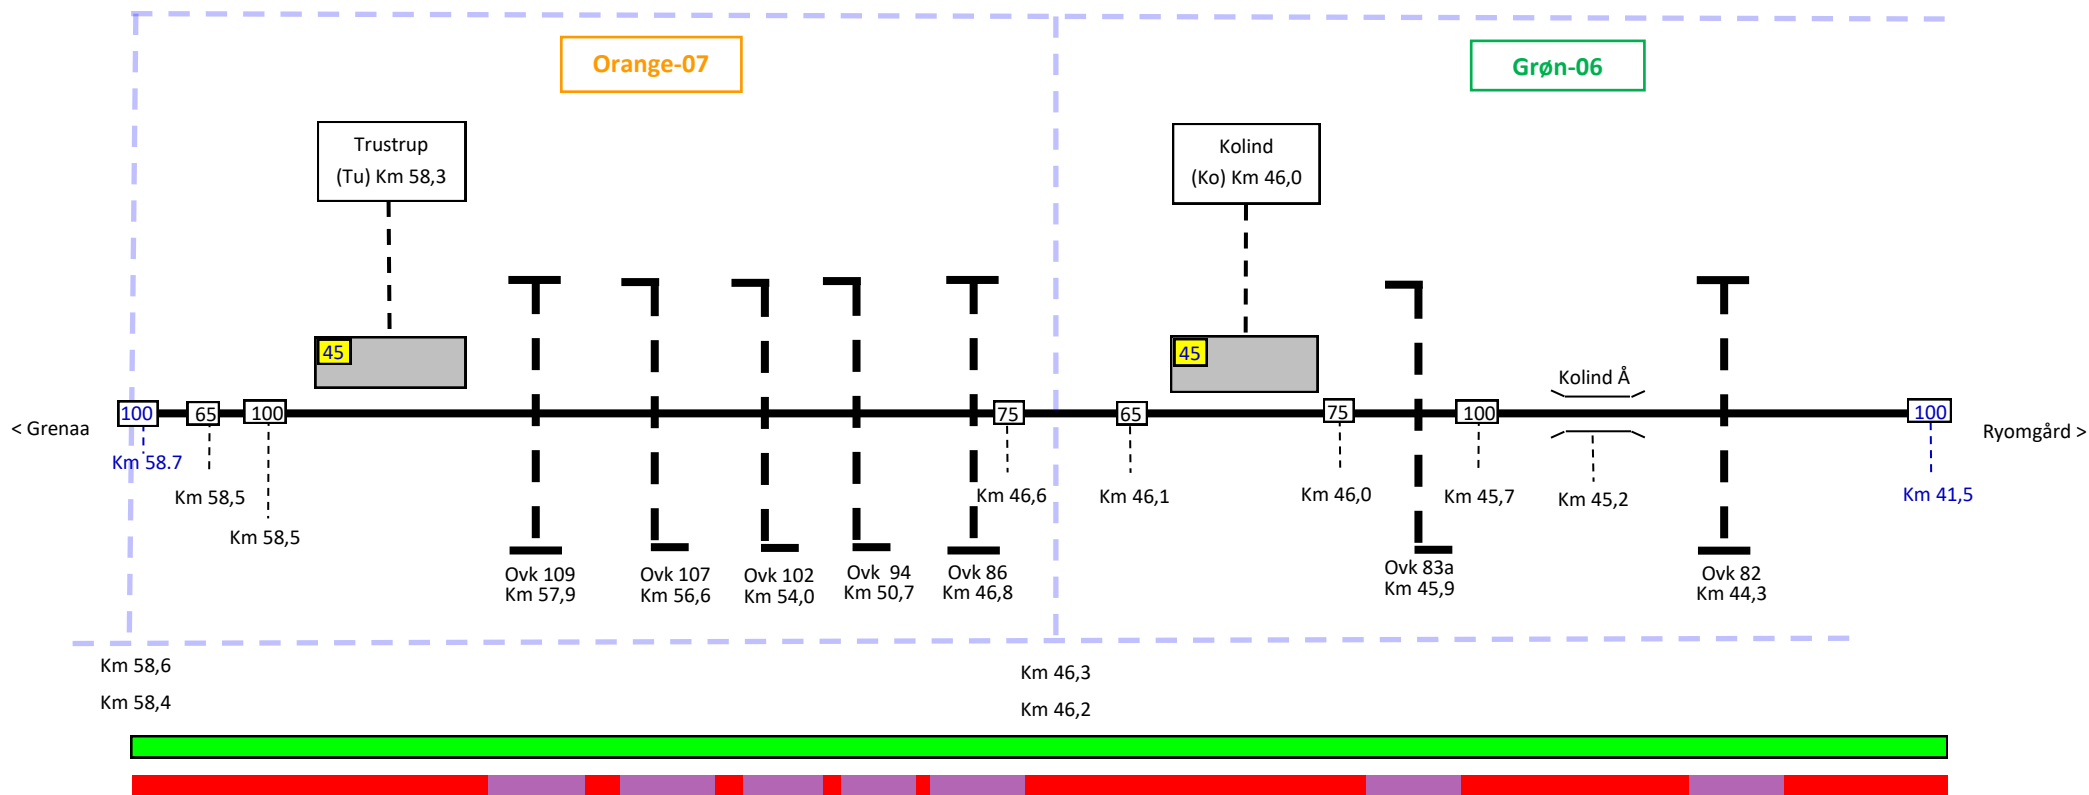 Orange-07
Grøn-06
Trustrup
(Tu) Km 58,3
Kolind
(Ko) Km 46,0
45
45
Kolind Å
< Grenaa
100
65
100
75
65
75
100
100
Ryomgård >
Km 58.7
Km 58,5
Km 58,5
Km 46,6
Km 46,1
Km 46,0
Km 45,7
Km 45,2
Km 41,5
Ovk 109
Km 57,9
Ovk 107
Km 56,6
Ovk 102
Km 54,0
Ovk  94
Km 50,7
Ovk 86
Km 46,8
Ovk 83a
Km 45,9
Ovk 82
Km 44,3
Km 58,6
Km 58,4
Km 46,3
Km 46,2